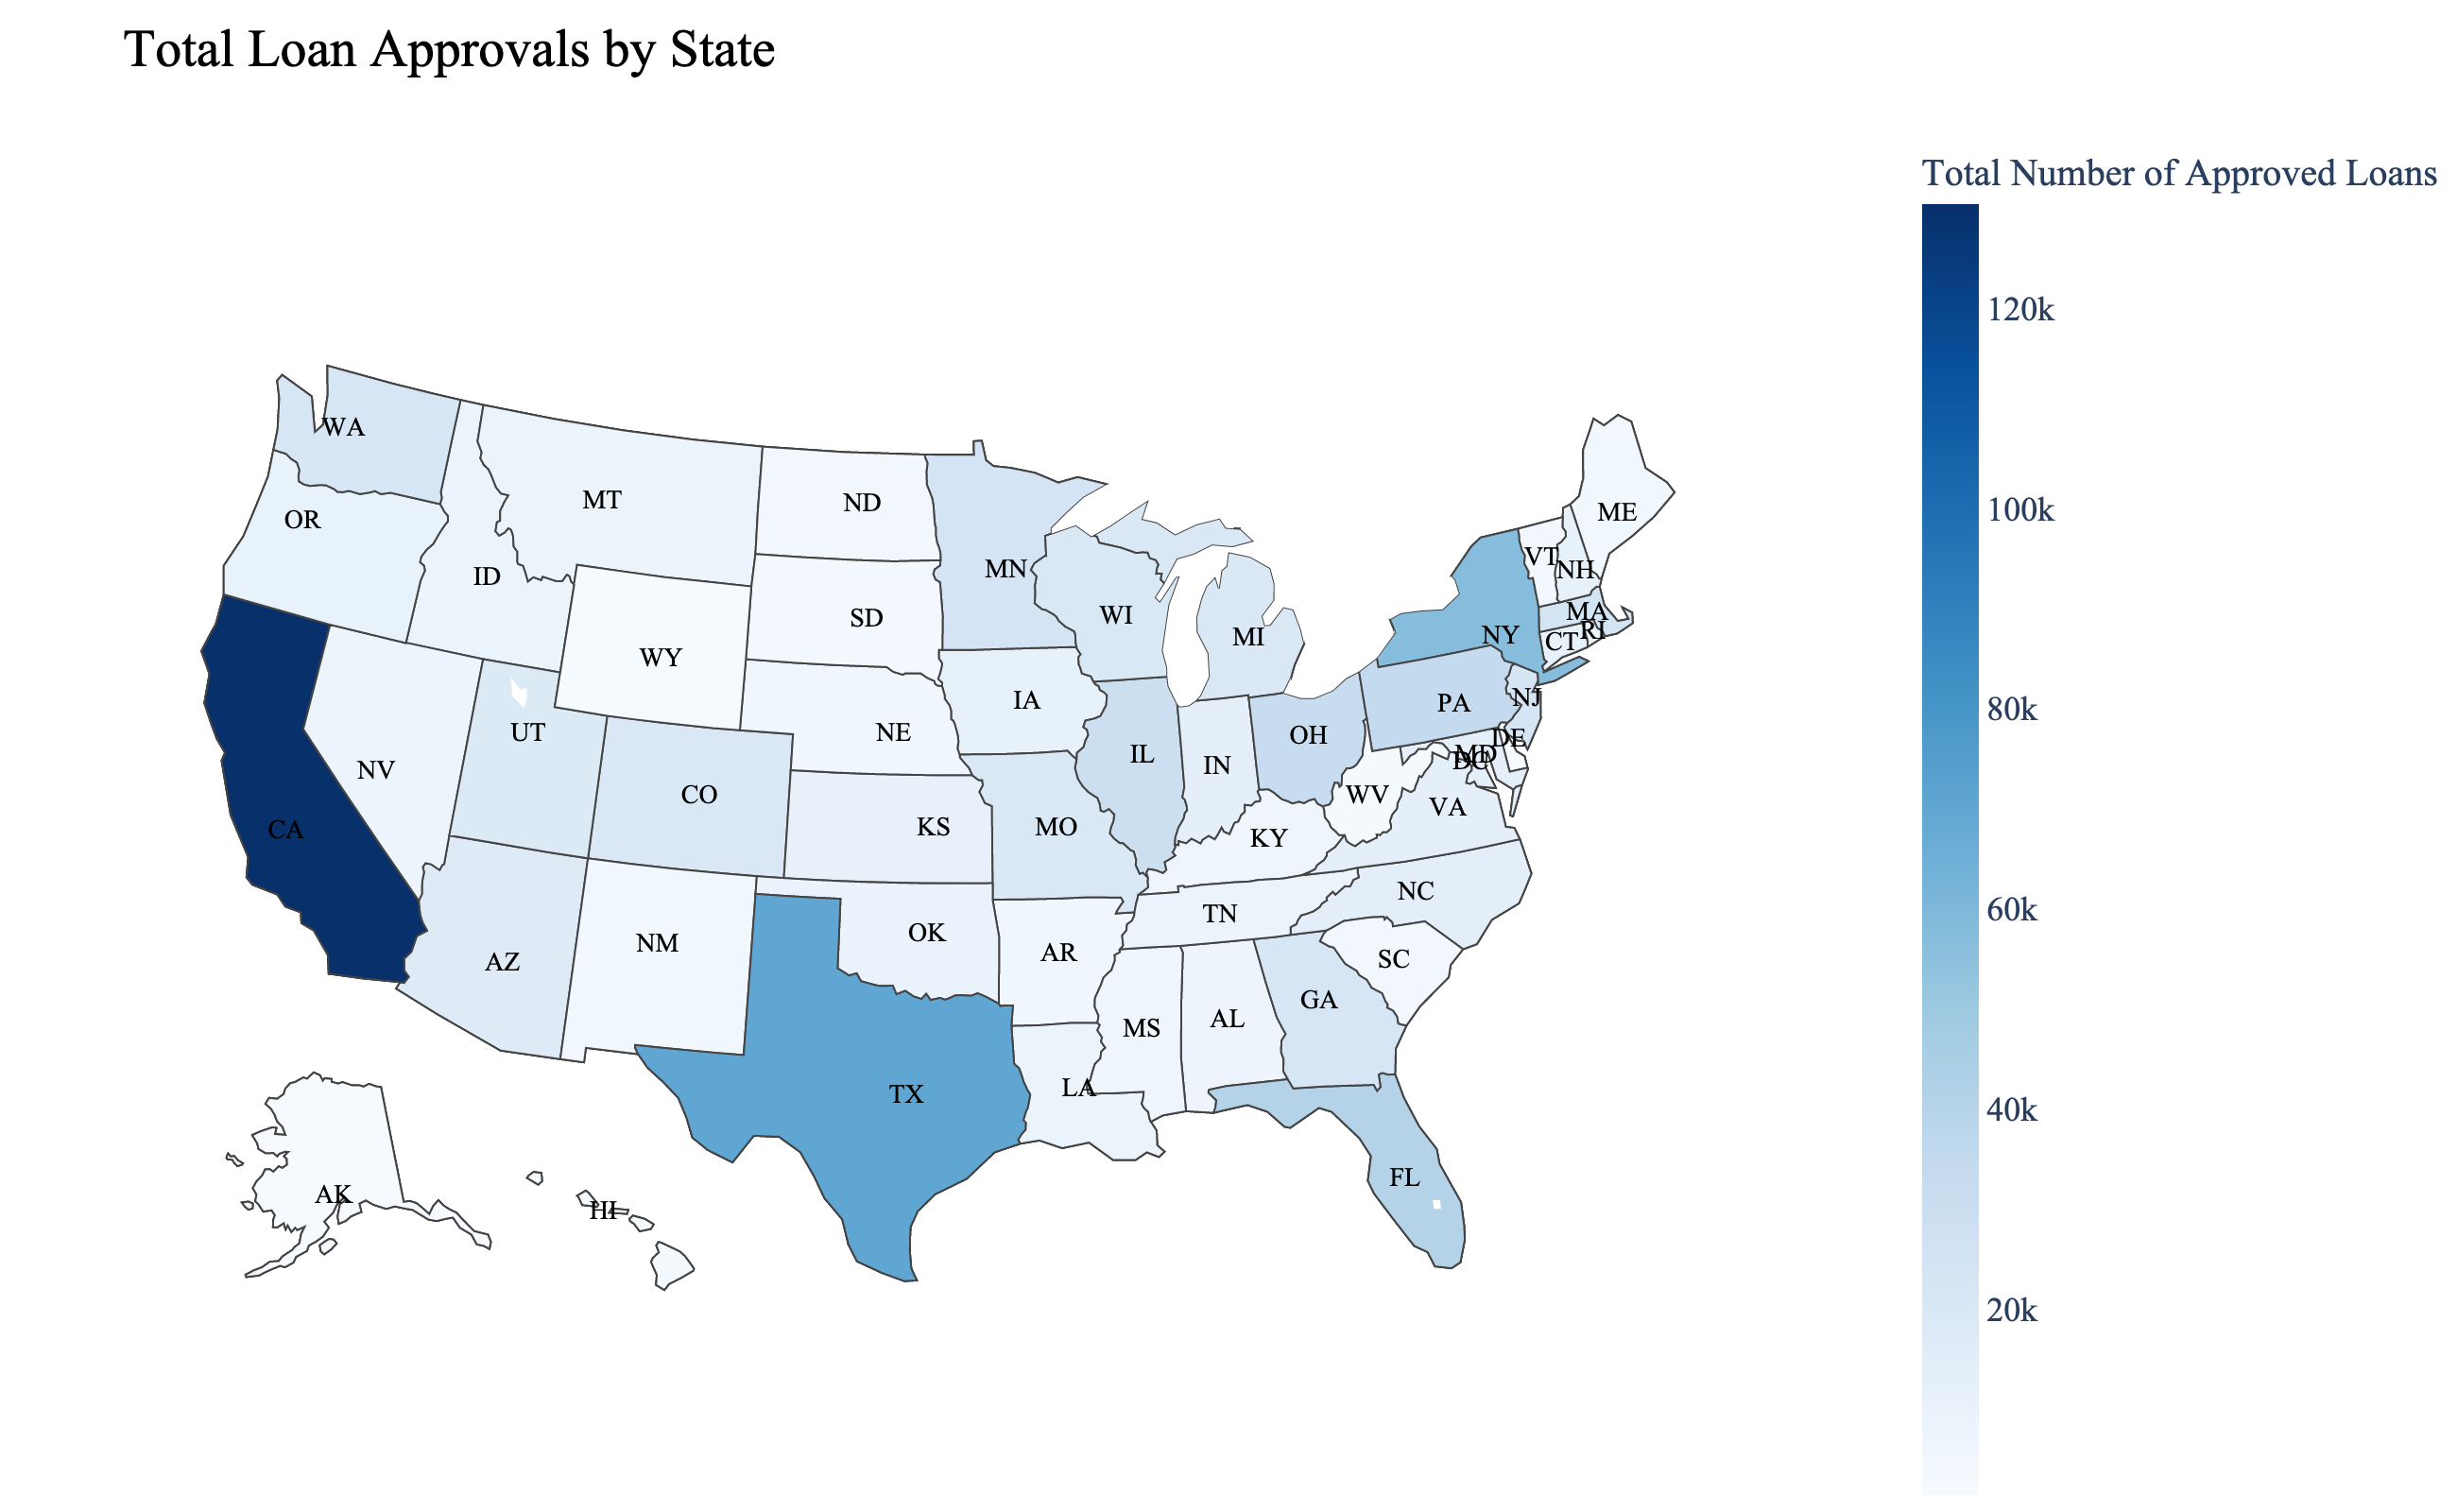 Total Loan Approvals by State
Total Number of Approved Loans
120k
100k
80k
60k
40k
20k
WA
MT
ND
ME
OR
ID
MN
VT
NH
SD
WI
MA
RI
NY
CT
MI
WY
IA
PA
NJ
UT
NE
OH
DE
MD
DC
NV
CO
IL
IN
WV
CA
KS
MO
KY
VA
NC
TN
OK
NM
AR
AZ
SC
GA
MS
AL
TX
LA
FL
AK
HI